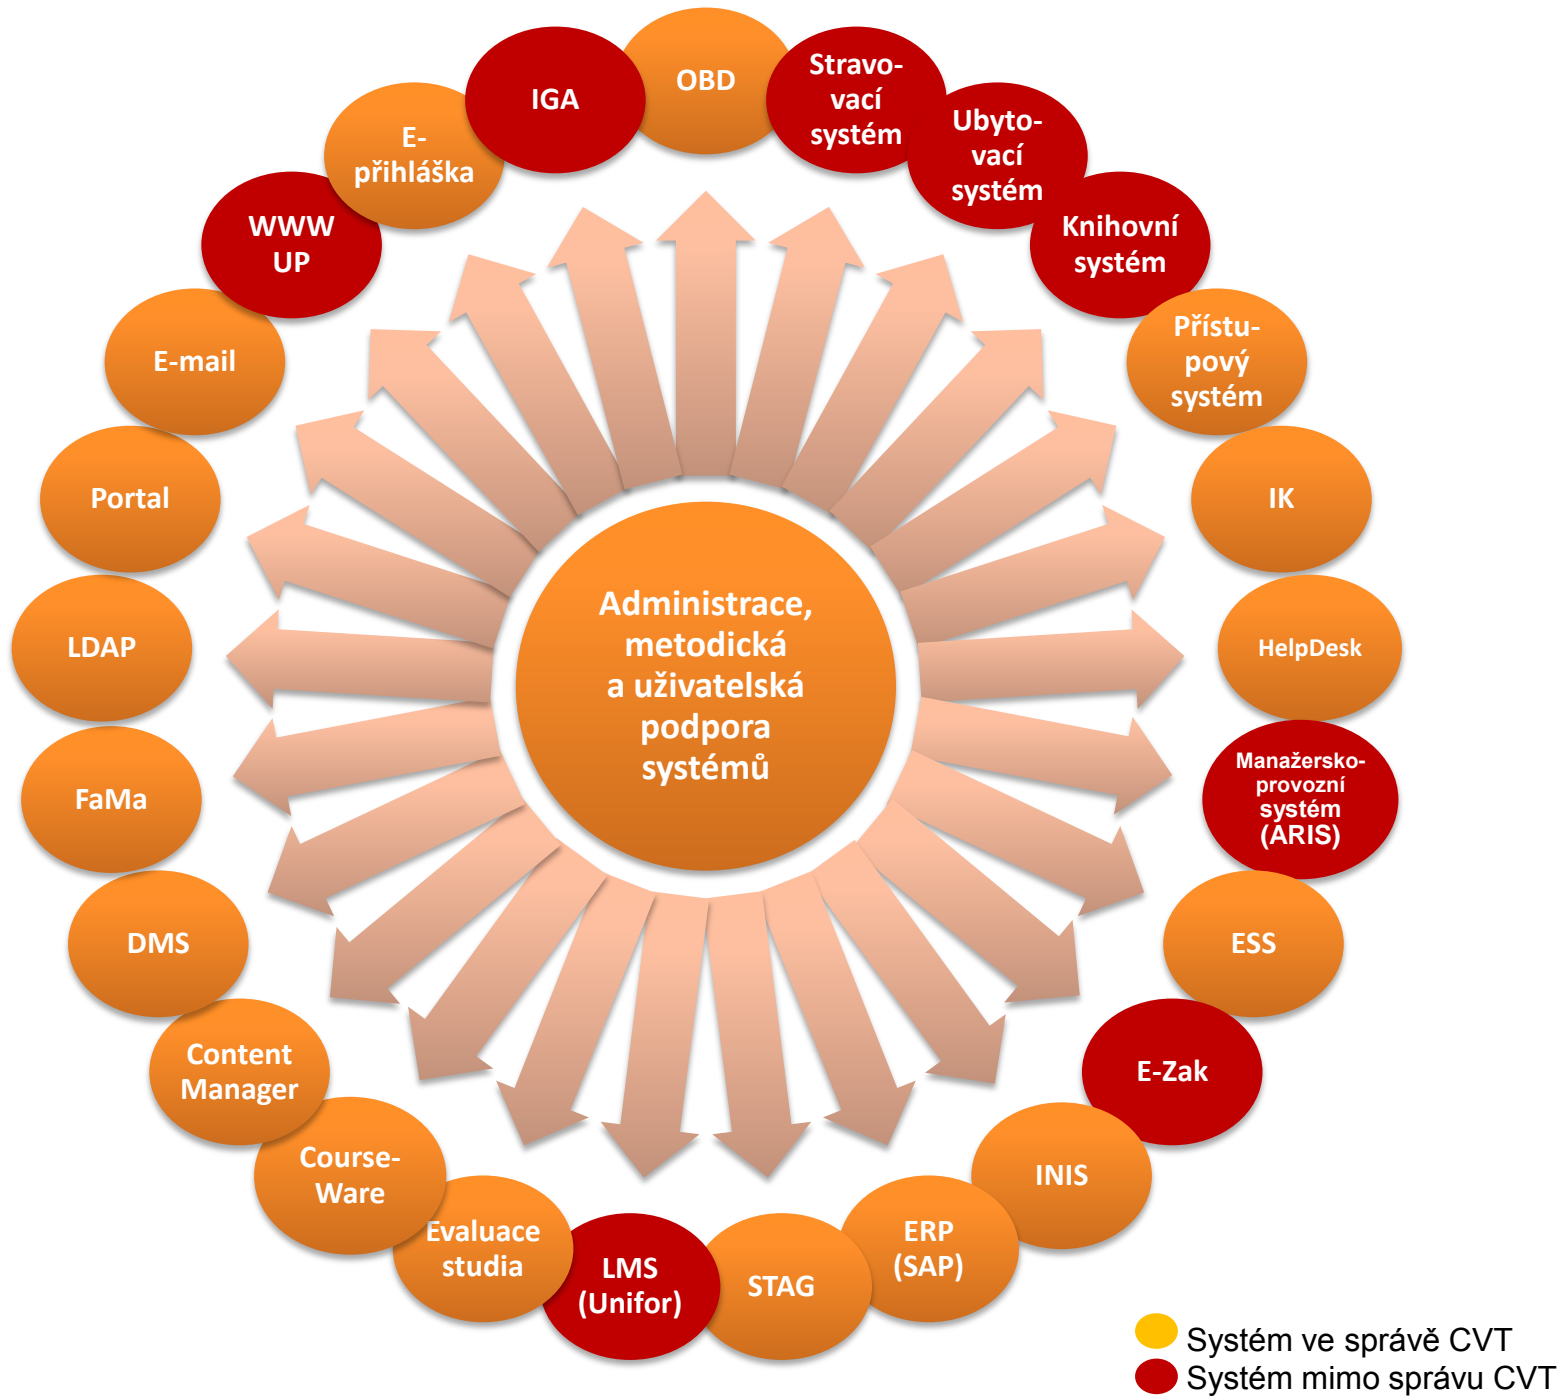 OBD
Stravo-
vací
systém
Ubyto-
vací
systém
Knihovní
systém
Přístu-
pový
systém
IK
HelpDesk
Manažersko-
provozní
systém
(ARIS)
ESS
E-Zak
INIS
ERP
(SAP)
STAG
LMS
(Unifor)
Evaluace
studia
Course-
Ware
Content
Manager
DMS
FaMa
LDAP
Portal
E-mail
WWW
UP
E-
přihláška
IGA
Administrace,
metodická
a uživatelská
podpora
systémů
Systém ve správě CVT
Systém mimo správu CVT